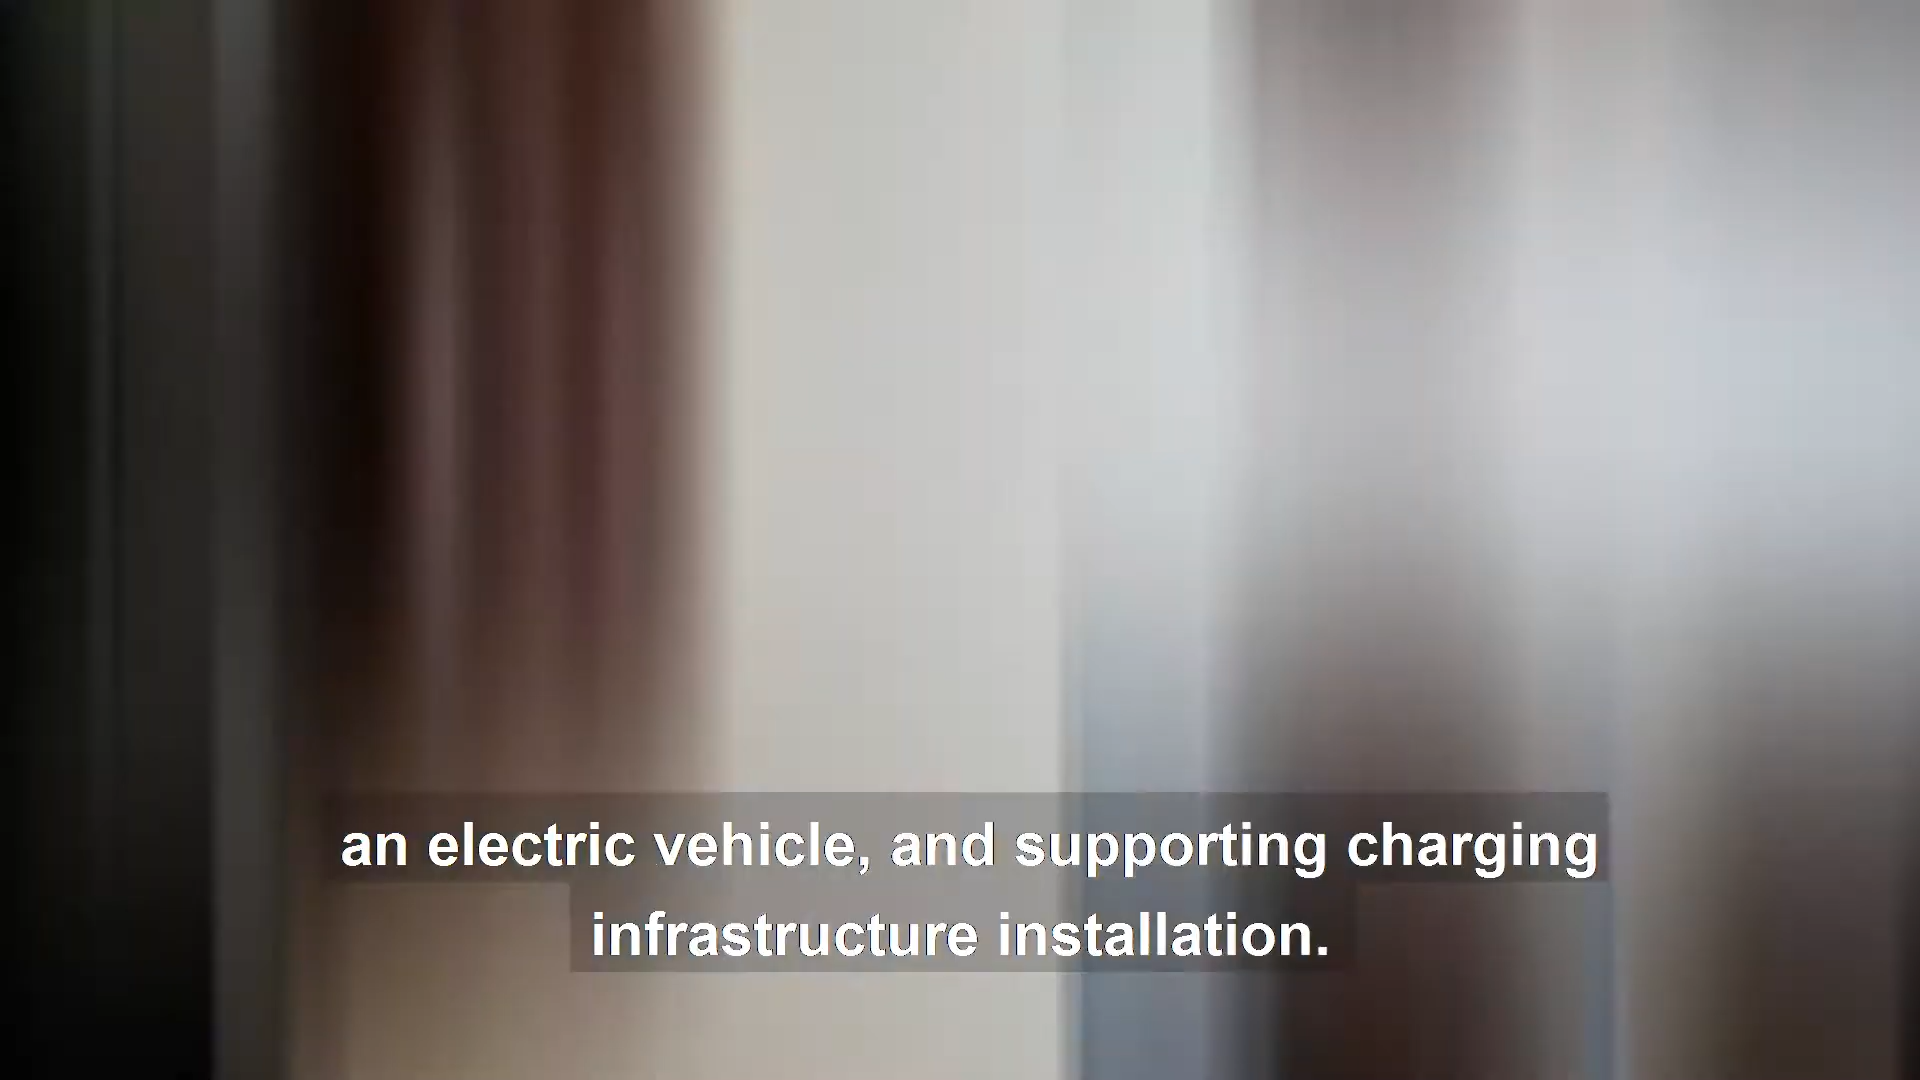 an electric vehicle, and supporting charging
infrastructure installation.